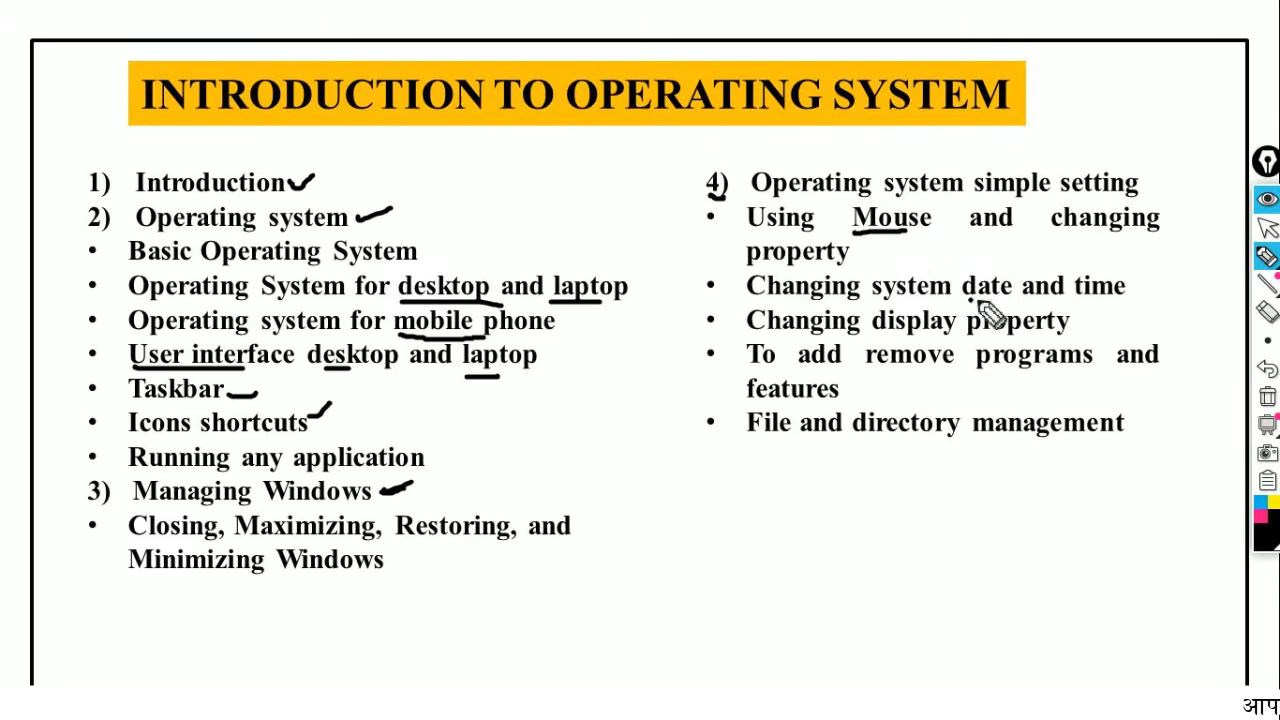 INTRODUCTION TO OPERATING SYSTEM
1) Introduction
2) Operating system
• Basic Operating System
• Operating System for desktop and laptop
• Operating system for mobile phone
• User interface desktop and laptop
• Taskbar
• Icons shortcuts
• Running any application
3) Managing Windows
• Closing, Maximizing, Restoring, and
Minimizing Windows
4) Operating system simple setting
• Using Mouse and changing
property
• Changing system date and time
• Changing display property
• To add remove programs and
features
• File and directory management
आप